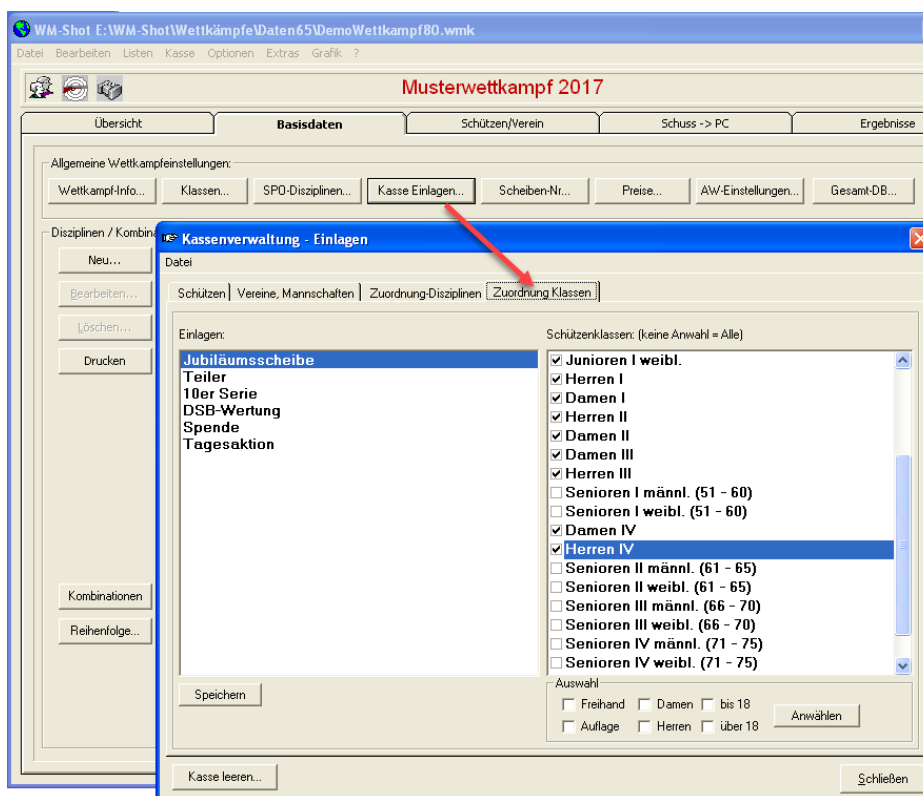 WM-Shot E:\WM-Shot\Wettkämpfe\Daten65\DemoWettkampf80.wmk
Datei Bearbeiten Listen Kasse Optionen Extras Grafik ?
Musterwettkampf 2017
Übersicht Basisdaten Schützen/Verein Schuss -> PC Ergebnisse
Allgemeine Wettkampfeinstellungen:
Wettkampf-Info... Klassen... SPO-Disziplinen... Kasse Einlagen... Scheiben-Nr... Preise... AW-Einstellungen... Gesamt-DB...
Disziplinen / Kombina
Neu...
Bearbeiten...
Löschen...
Drucken
Kombinationen
Reihenfolge...
Kassenverwaltung - Einlagen
Datei
Schützen Vereine, Mannschaften Zuordnung-Disziplinen Zuordnung Klassen
Einlagen:
Jubiläumsscheibe
Teiler
10er Serie
DSB-Wertung
Spende
Tagesaktion
Speichern
Schützenklassen: (keine Anwahl = Alle)
Junioren I weibl.
Herren I
Damen I
Herren II
Damen II
Damen III
Herren III
Senioren I männl. (51 - 60)
Senioren I weibl. (51 - 60)
Damen IV
Herren IV
Senioren II männl. (61 - 65)
Senioren II weibl. (61 - 65)
Senioren III männl. (66 - 70)
Senioren III weibl. (66 - 70)
Senioren IV männl. (71 - 75)
Senioren IV weibl. (71 - 75)
Auswahl
Freihand Damen bis 18
Auflage Herren über 18
Anwählen
Kasse leeren...
Schließen